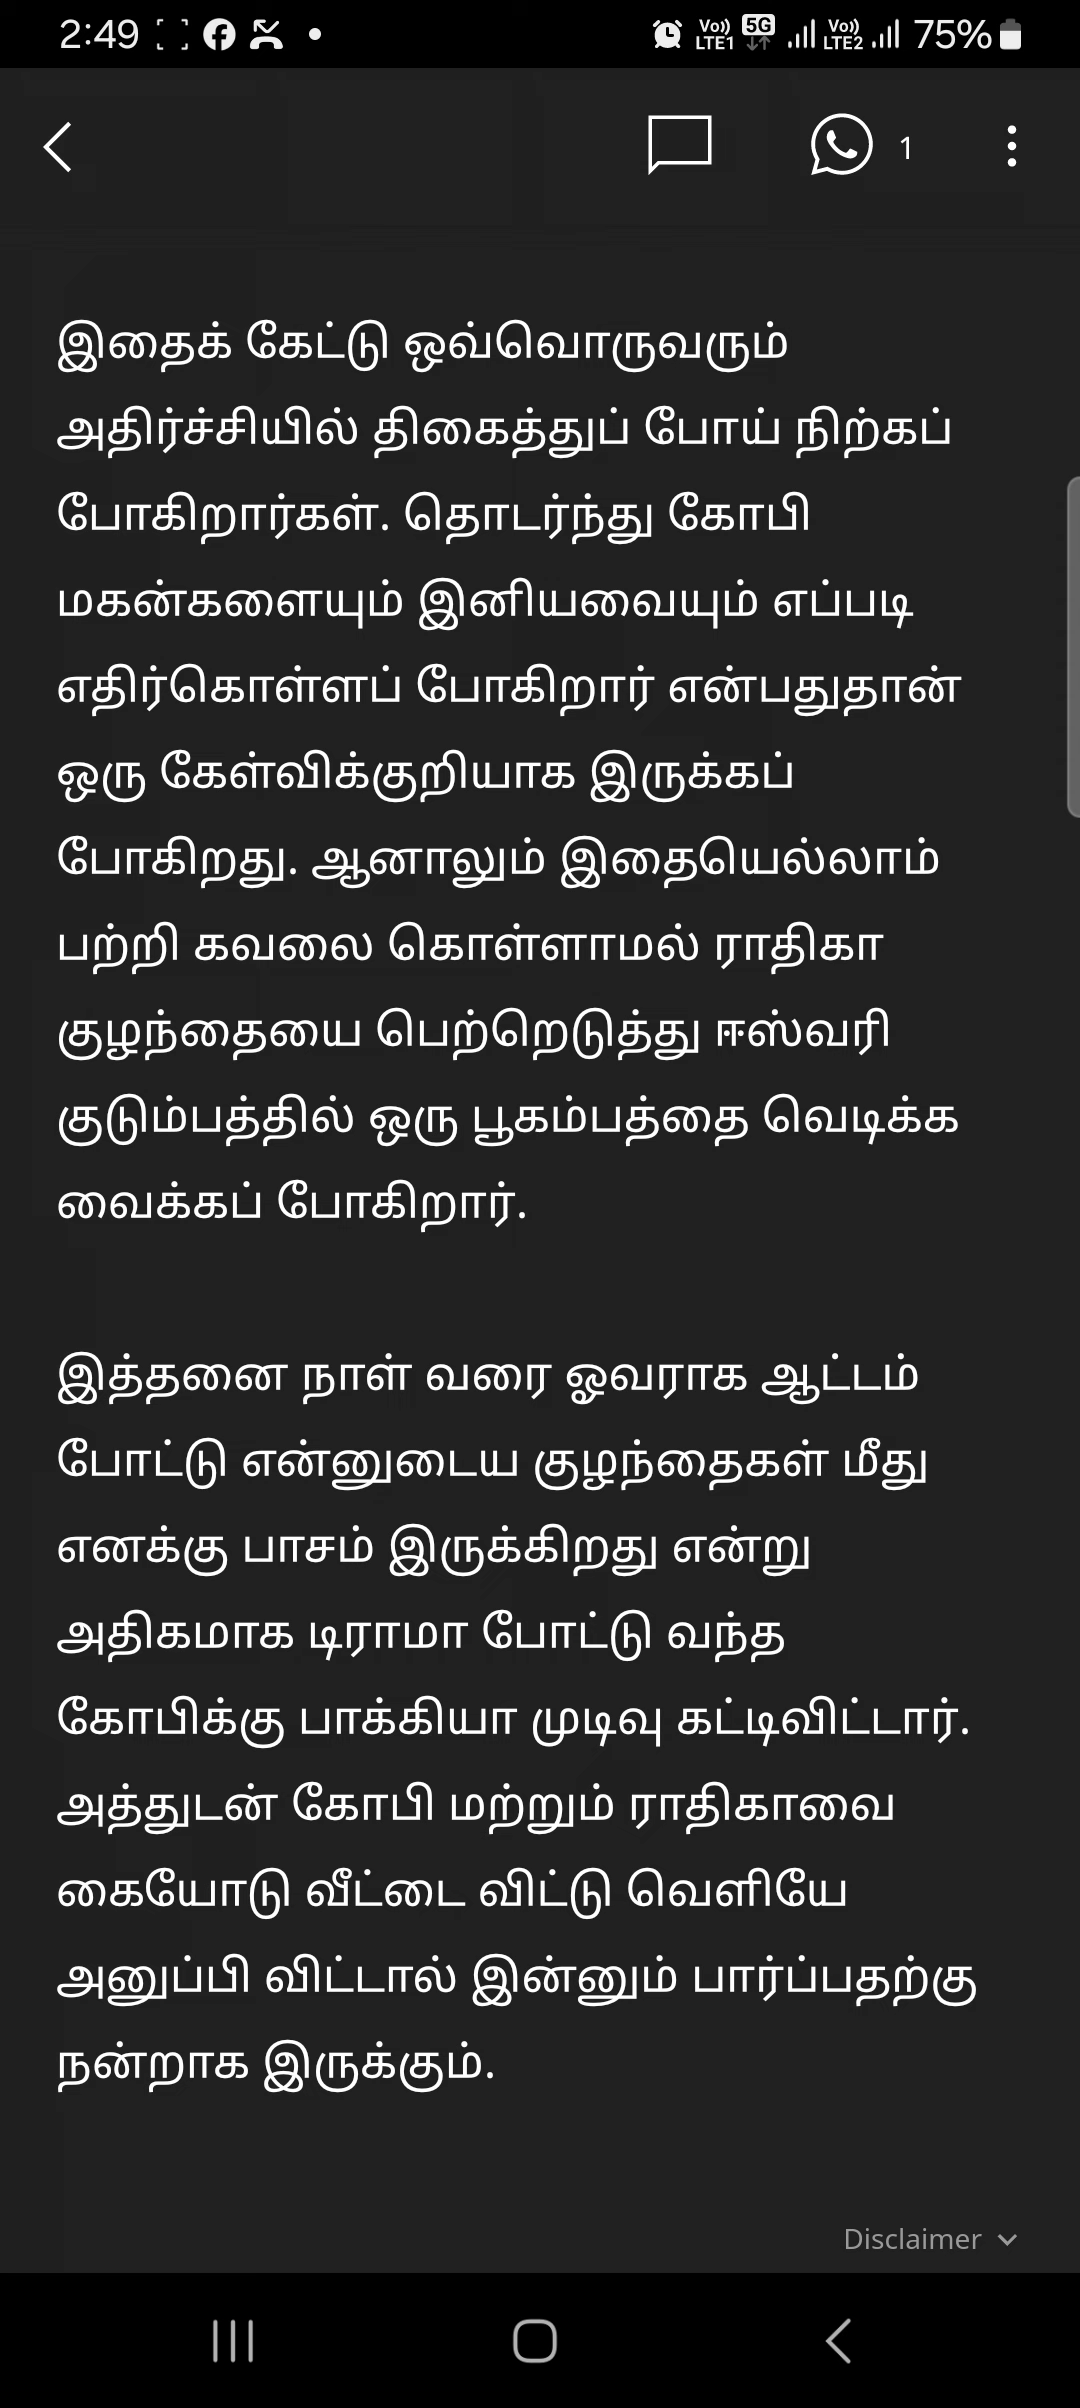 2:49
Vo)) LTE1 5G Vo)) LTE2 75%
1
இதைக் கேட்டு ஒவ்வொருவரும்
அதிர்ச்சியில் திகைத்துப் போய் நிற்கப்
போகிறார்கள். தொடர்ந்து கோபி
மகன்களையும் இனியவையும் எப்படி
எதிர்கொள்ளப் போகிறார் என்பதுதான்
ஒரு கேள்விக்குறியாக இருக்கப்
போகிறது. ஆனாலும் இதையெல்லாம்
பற்றி கவலை கொள்ளாமல் ராதிகா
குழந்தையை பெற்றெடுத்து ஈஸ்வரி
குடும்பத்தில் ஒரு பூகம்பத்தை வெடிக்க
வைக்கப் போகிறார்.
இத்தனை நாள் வரை ஓவராக ஆட்டம்
போட்டு என்னுடைய குழந்தைகள் மீது
எனக்கு பாசம் இருக்கிறது என்று
அதிகமாக டிராமா போட்டு வந்த
கோபிக்கு பாக்கியா முடிவு கட்டிவிட்டார்.
அத்துடன் கோபி மற்றும் ராதிகாவை
கையோடு வீட்டை விட்டு வெளியே
அனுப்பி விட்டால் இன்னும் பார்ப்பதற்கு
நன்றாக இருக்கும்.
Disclaimer